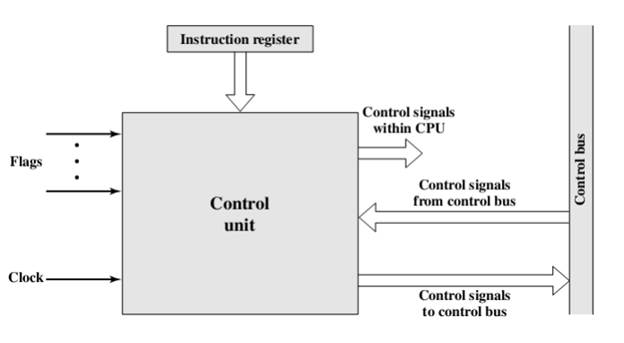 Instruction register
Control signals
within CPU
Flags
Control
unit
Control signals
from control bus
Control bus
Clock
Control signals
to control bus